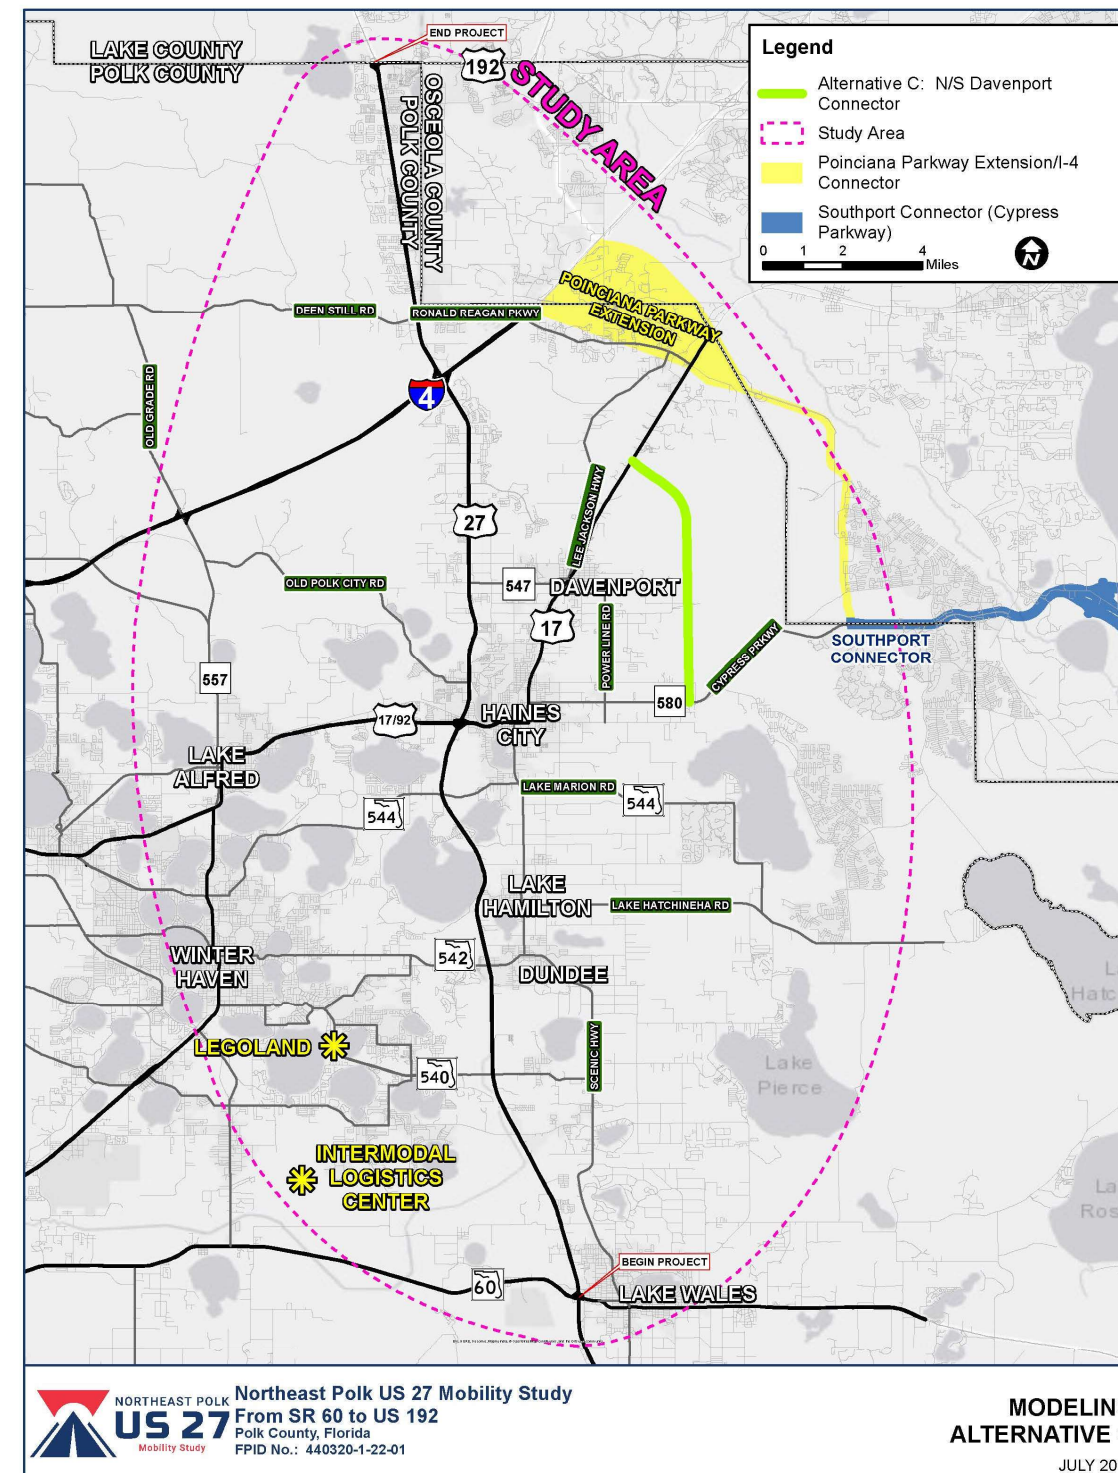 END PROJECT
LAKE COUNTY
POLK COUNTY
192
STUDY AREA
OSCEOLA COUNTY
POLK COUNTY
Legend
Alternative C: N/S Davenport
Connector
Study Area
Poinciana Parkway Extension/I-4
Connector
Southport Connector (Cypress
Parkway)
0 1 2 4
Miles
N
DEEN STILL RD
RONALD REAGAN PKWY
POINCIANA PARKWAY
EXTENSION
OLD GRADE RD
4
27
LEE JACKSON HWY
OLD POLK CITY RD
547
DAVENPORT
17
POWER LINE RD
CYPRESS PRKWY
SOUTHPORT
CONNECTOR
557
580
17/92
HAINES
CITY
LAKE
ALFRED
LAKE MARION RD
544
544
LAKE
HAMILTON
LAKE HATCHINEHA RD
WINTER
HAVEN
542
DUNDEE
LEGOLAND
540
SCENIC HWY
Lake
Pierce
INTERMODAL
LOGISTICS
CENTER
BEGIN PROJECT
60
LAKE WALES
NORTHEAST POLK
US 27
Mobility Study
Northeast Polk US 27 Mobility Study
From SR 60 to US 192
Polk County, Florida
FPID No.: 440320-1-22-01
MODELIN
ALTERNATIVE
JULY 20